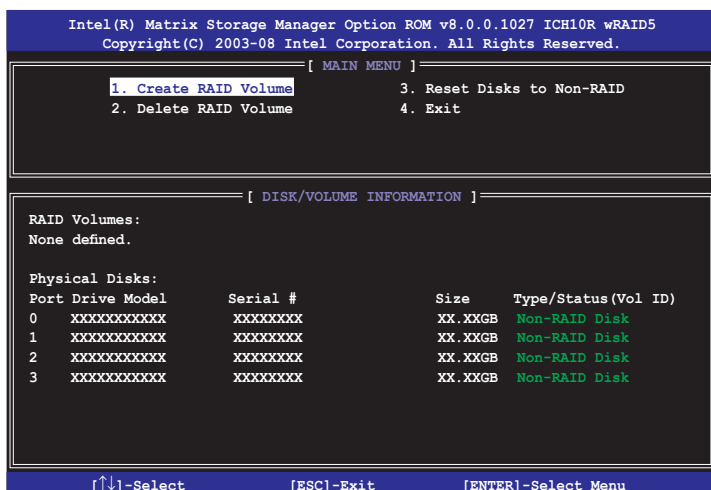 Intel(R) Matrix Storage Manager Option ROM v8.0.0.1027 ICH10R wRAID5
Copyright(C) 2003-08 Intel Corporation. All Rights Reserved.
[ MAIN MENU ]
1. Create RAID Volume 3. Reset Disks to Non-RAID
2. Delete RAID Volume 4. Exit
[ DISK/VOLUME INFORMATION ]
RAID Volumes:
None defined.
Physical Disks:
Port Drive Model Serial # Size Type/Status(Vol ID)
0 XXXXXXXXXXX XXXXXXXX XX.XXGB Non-RAID Disk
1 XXXXXXXXXXX XXXXXXXX XX.XXGB Non-RAID Disk
2 XXXXXXXXXXX XXXXXXXX XX.XXGB Non-RAID Disk
3 XXXXXXXXXXX XXXXXXXX XX.XXGB Non-RAID Disk
[↑↓]-Select [ESC]-Exit [ENTER]-Select Menu